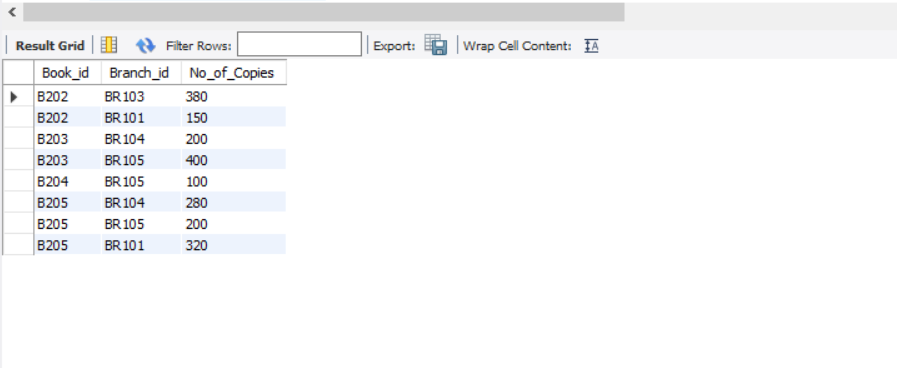 Result Grid Filter Rows: Export: Wrap Cell Content: IA
Book_id Branch_id No_of_Copies
B202 BR103 380
B202 BR101 150
B203 BR104 200
B203 BR105 400
B204 BR105 100
B205 BR104 280
B205 BR105 200
B205 BR101 320